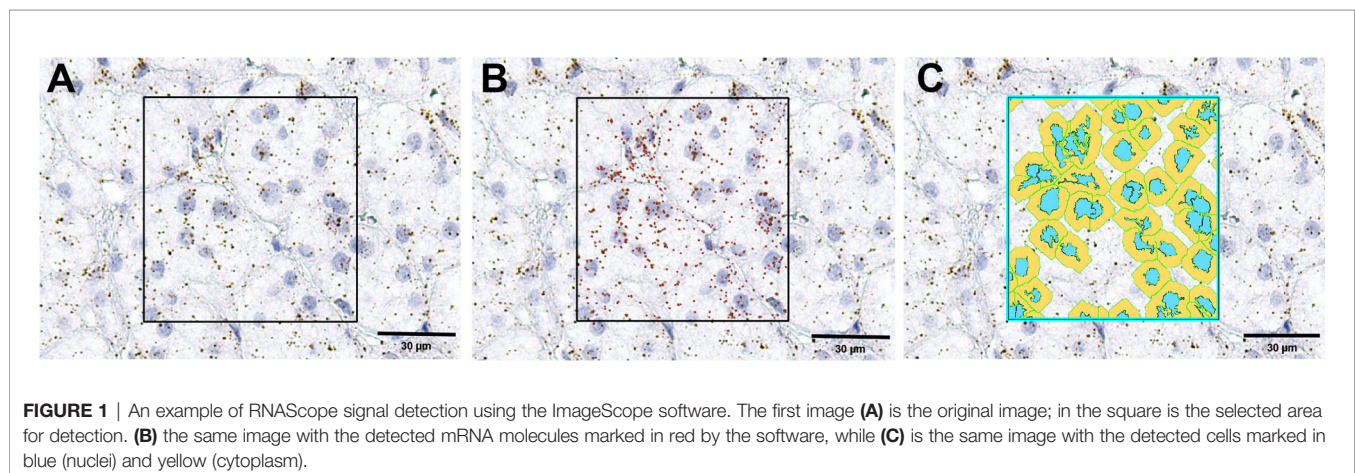 A
B
C
30 µm
30 µm
30 µm
FIGURE 1 | An example of RNAScope signal detection using the ImageScope software. The first image (A) is the original image; in the square is the selected area
for detection. (B) the same image with the detected mRNA molecules marked in red by the software, while (C) is the same image with the detected cells marked in
blue (nuclei) and yellow (cytoplasm).